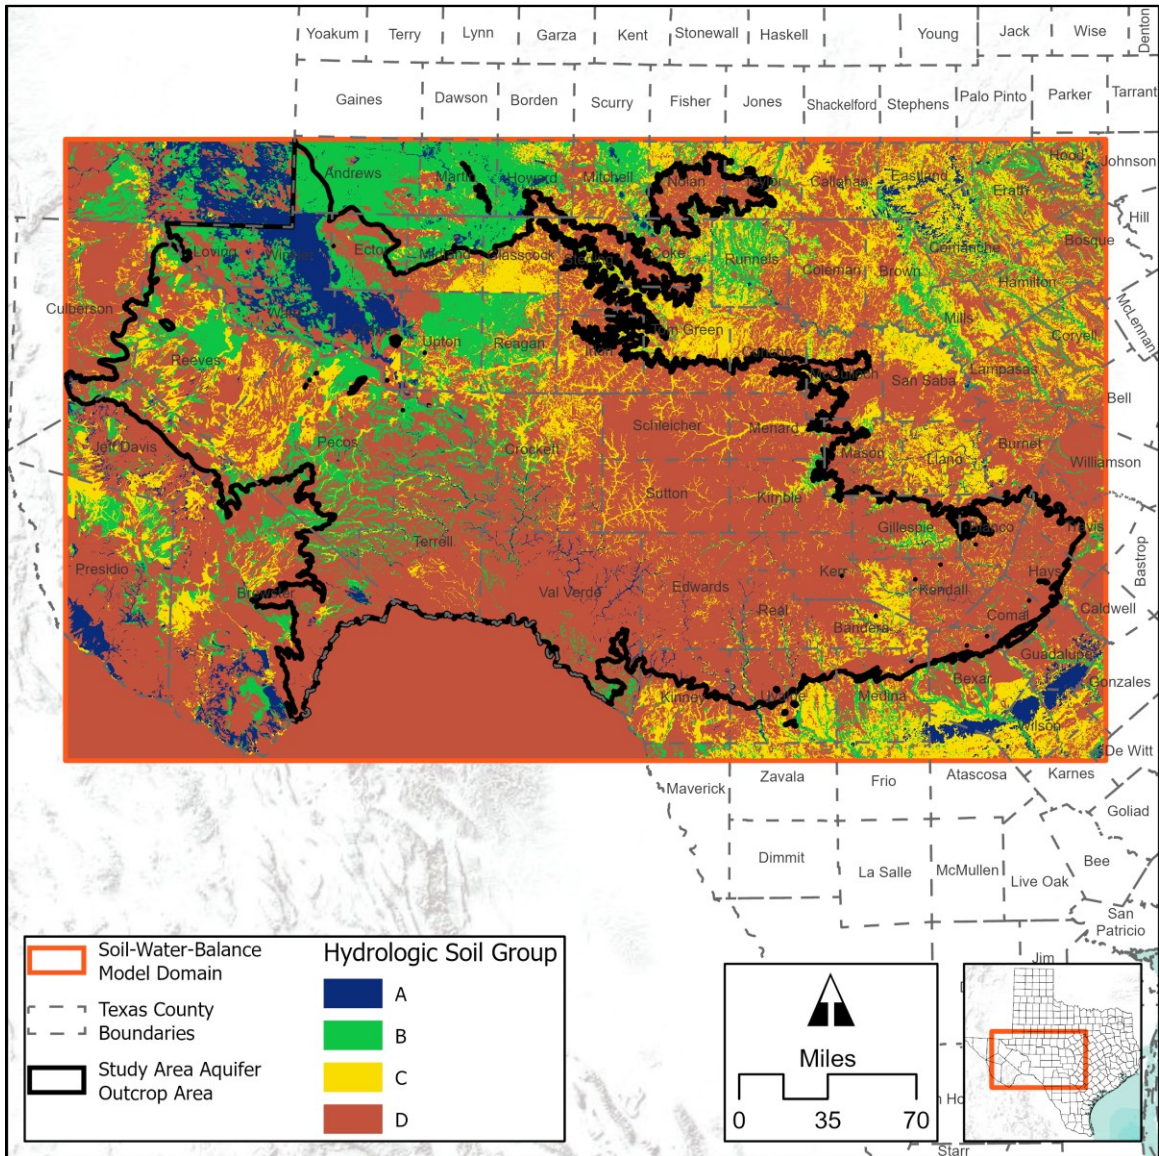 Yoakum
Terry
Lynn
Garza
Kent
Stonewall
Haskell
Young
Jack
Wise
Denton
Gaines
Dawson
Borden
Scurry
Fisher
Jones
Shackelford
Stephens
Palo Pinto
Parker
Tarrant
Andrews
Martin
Howard
Mitchell
Nolan
Callahan
Eastland
Erath
Hood
Johnson
Hill
Loving
Ector
Midland
Glasscock
Coke
Runnels
Coleman
Brown
Comanche
Hamilton
Bosque
McLennan
Culberson
Reeves
Upton
Reagan
Tom Green
Mills
Coryell
Lampasas
San Saba
Bell
Jeff Davis
Pecos
Crockett
Schleicher
Menard
Mason
Llano
Burnet
Williamson
Sutton
Kimble
Gillespie
Travis
Bastrop
Presidio
Brewster
Terrell
Val Verde
Edwards
Real
Kerr
Kendall
Bandera
Hays
Comal
Caldwell
Guadalupe
Gonzales
Kinney
Medina
Bexar
Wilson
De Witt
Maverick
Zavala
Frio
Atascosa
Karnes
Goliad
Dimmit
La Salle
McMullen
Live Oak
Bee
San
Patricio
Jim
Starr
Soil-Water-Balance
Model Domain
Texas County
Boundaries
Study Area Aquifer
Outcrop Area
Hydrologic Soil Group
A
B
C
D
Miles
0 35 70